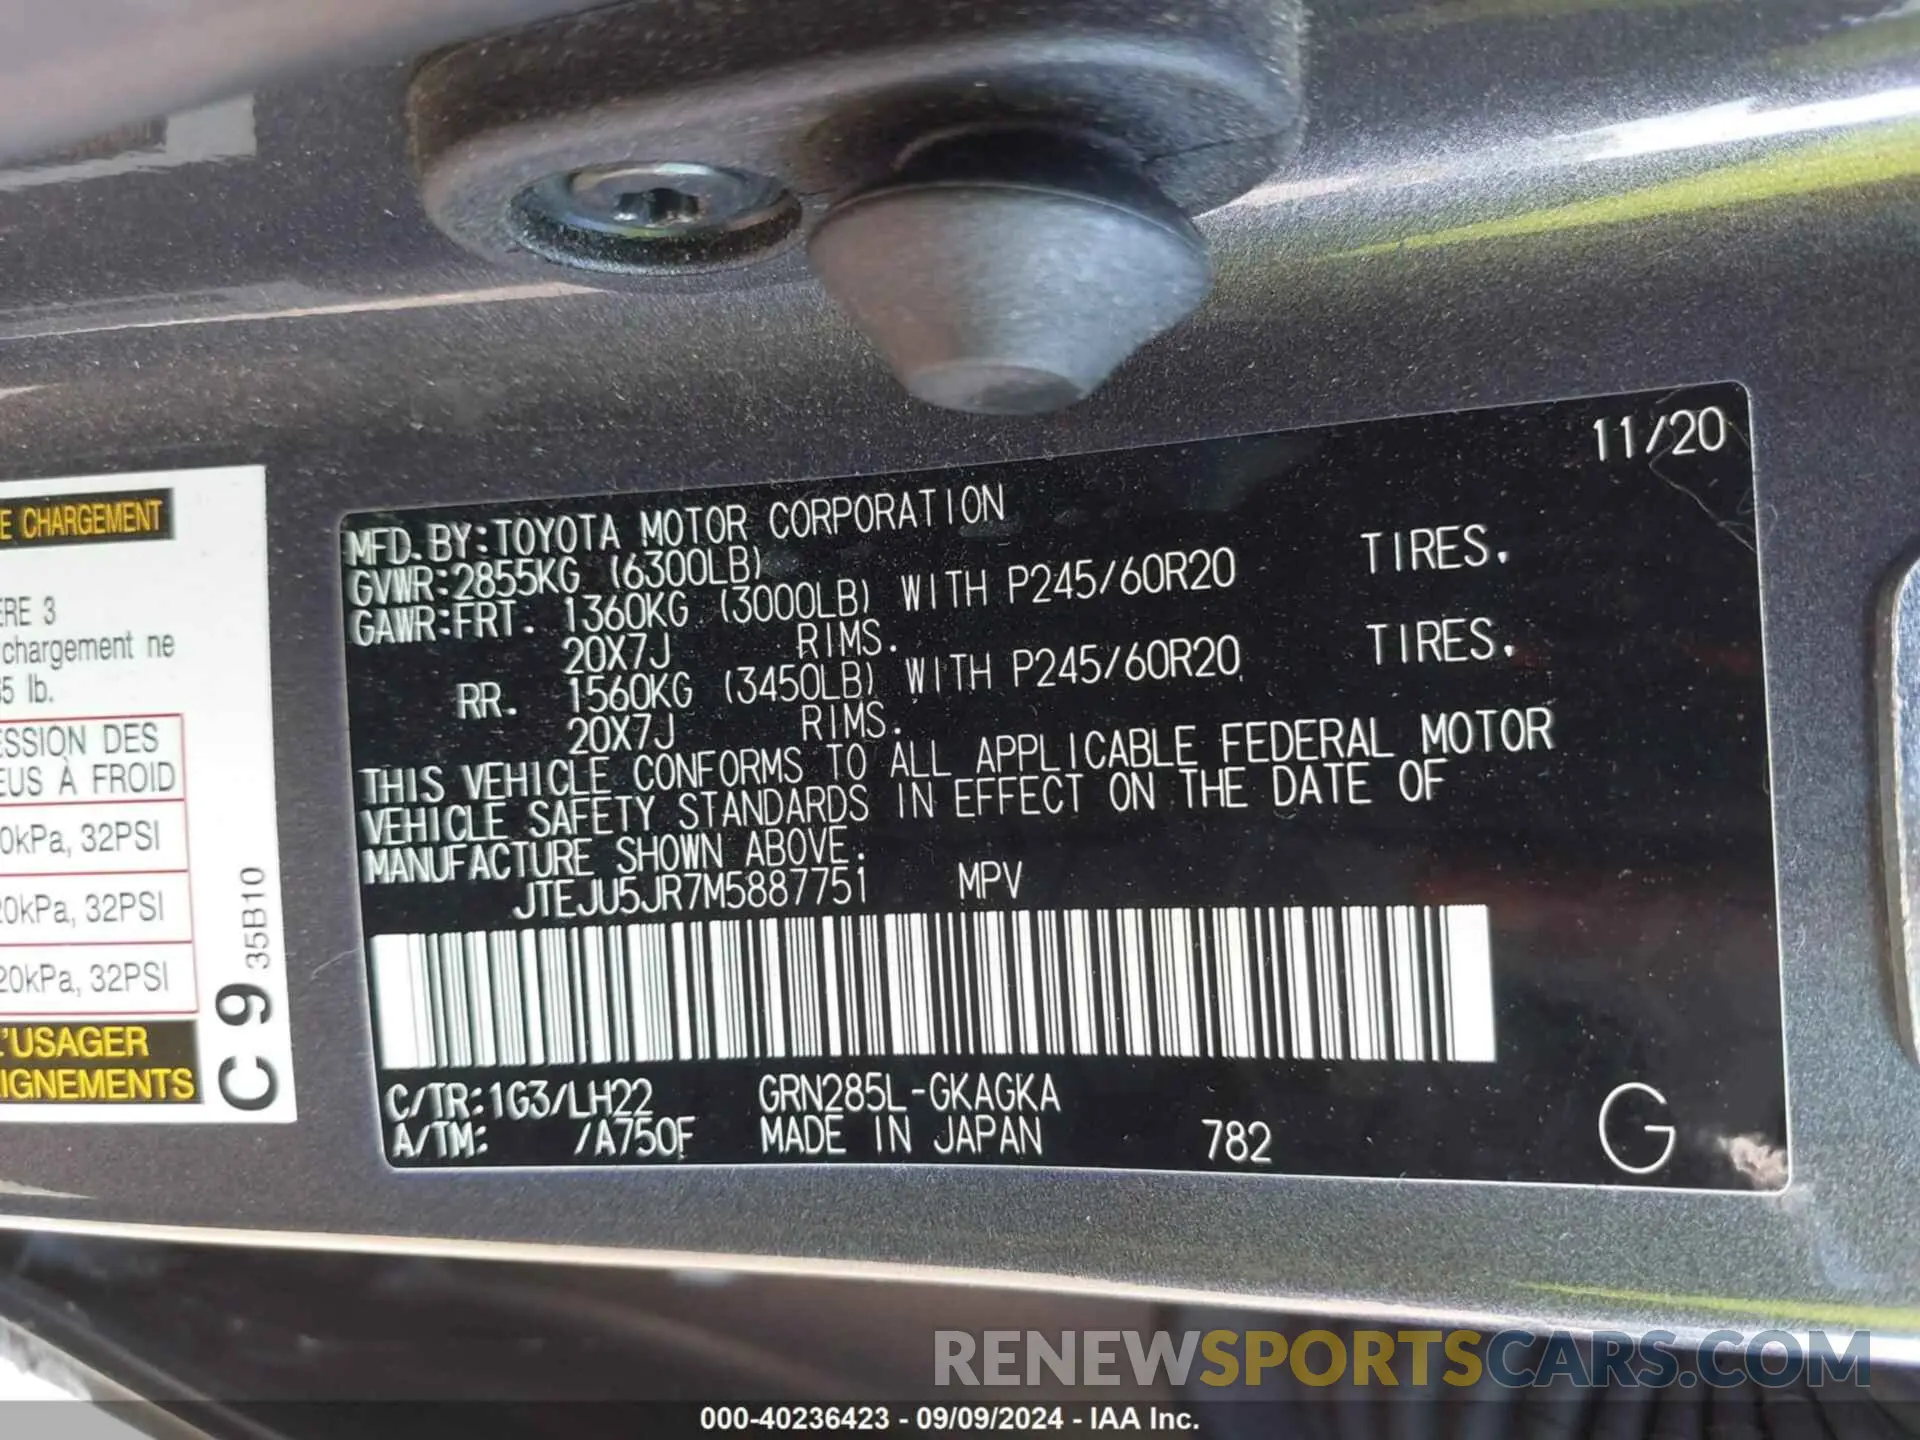 E CHARGEMENT
ÈRE 3
chargement ne
5 lb.
ESSION DES
EUS À FROID
0kPa, 32PSI
20kPa, 32PSI
20kPa, 32PSI
L'USAGER
IGNEMENTS
C 9 35B10
11/20
MFD.BY:TOYOTA MOTOR CORPORATION
GVWR:2855KG (6300LB)
GAWR:FRT. 1360KG (3000LB) WITH P245/60R20 TIRES.
20X7J RIMS.
RR. 1560KG (3450LB) WITH P245/60R20 TIRES.
20X7J RIMS.
THIS VEHICLE CONFORMS TO ALL APPLICABLE FEDERAL MOTOR
VEHICLE SAFETY STANDARDS IN EFFECT ON THE DATE OF
MANUFACTURE SHOWN ABOVE.
JTEJU5JR7M5887751 MPV
C/TR:1G3/LH22 GRN285L-GKAGKA
A/TM: /A750F MADE IN JAPAN 782 G
RENEWSPORTSCARS.COM
000-40236423 - 09/09/2024 - IAA Inc.